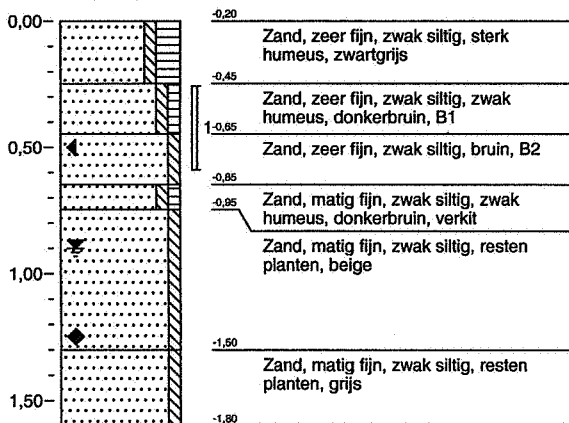 0,00
-0,20
Zand, zeer fijn, zwak siltig, sterk
humeus, zwartgrijs
-0,45
Zand, zeer fijn, zwak siltig, zwak
humeus, donkerbruin, B1
1
-0,65
0,50
Zand, zeer fijn, zwak siltig, bruin, B2
-0,85
Zand, matig fijn, zwak siltig, zwak
humeus, donkerbruin, verkit
-0,95
Zand, matig fijn, zwak siltig, resten
planten, beige
1,00
-1,50
Zand, matig fijn, zwak siltig, resten
planten, grijs
1,50
-1,80